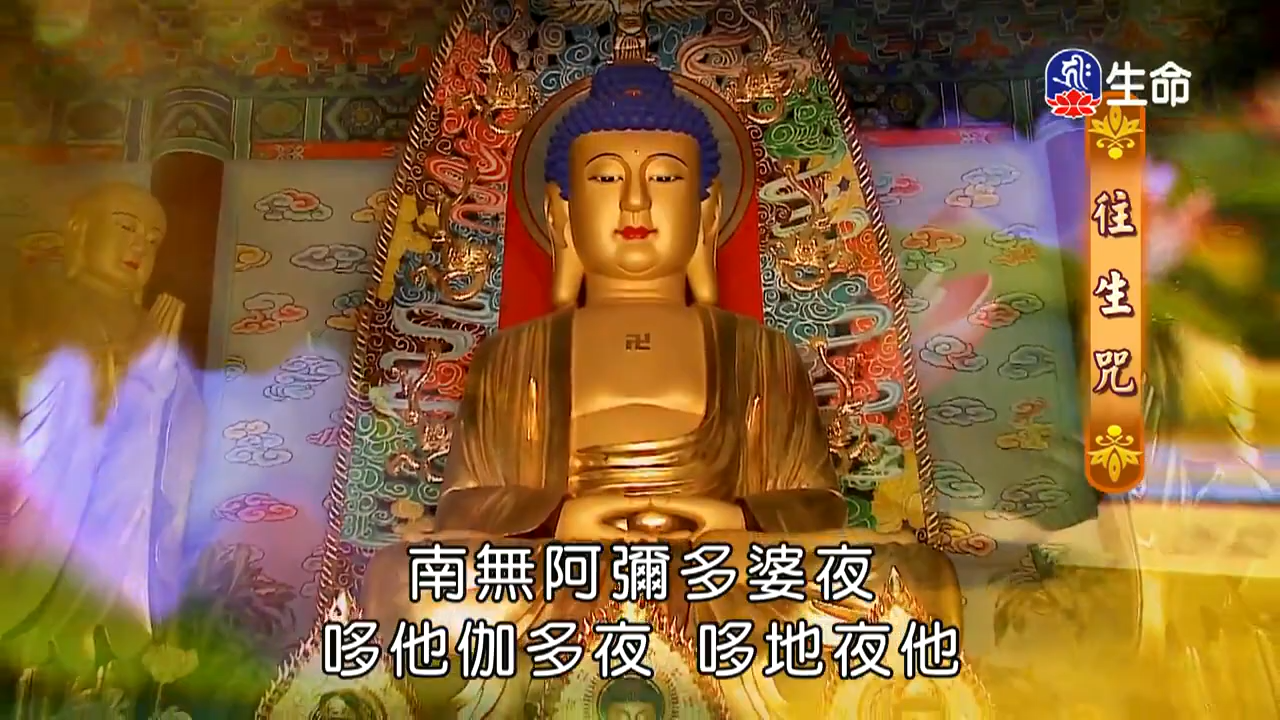 生命
往生咒
卍
南無阿彌多婆夜
哆他伽多夜 哆地夜他